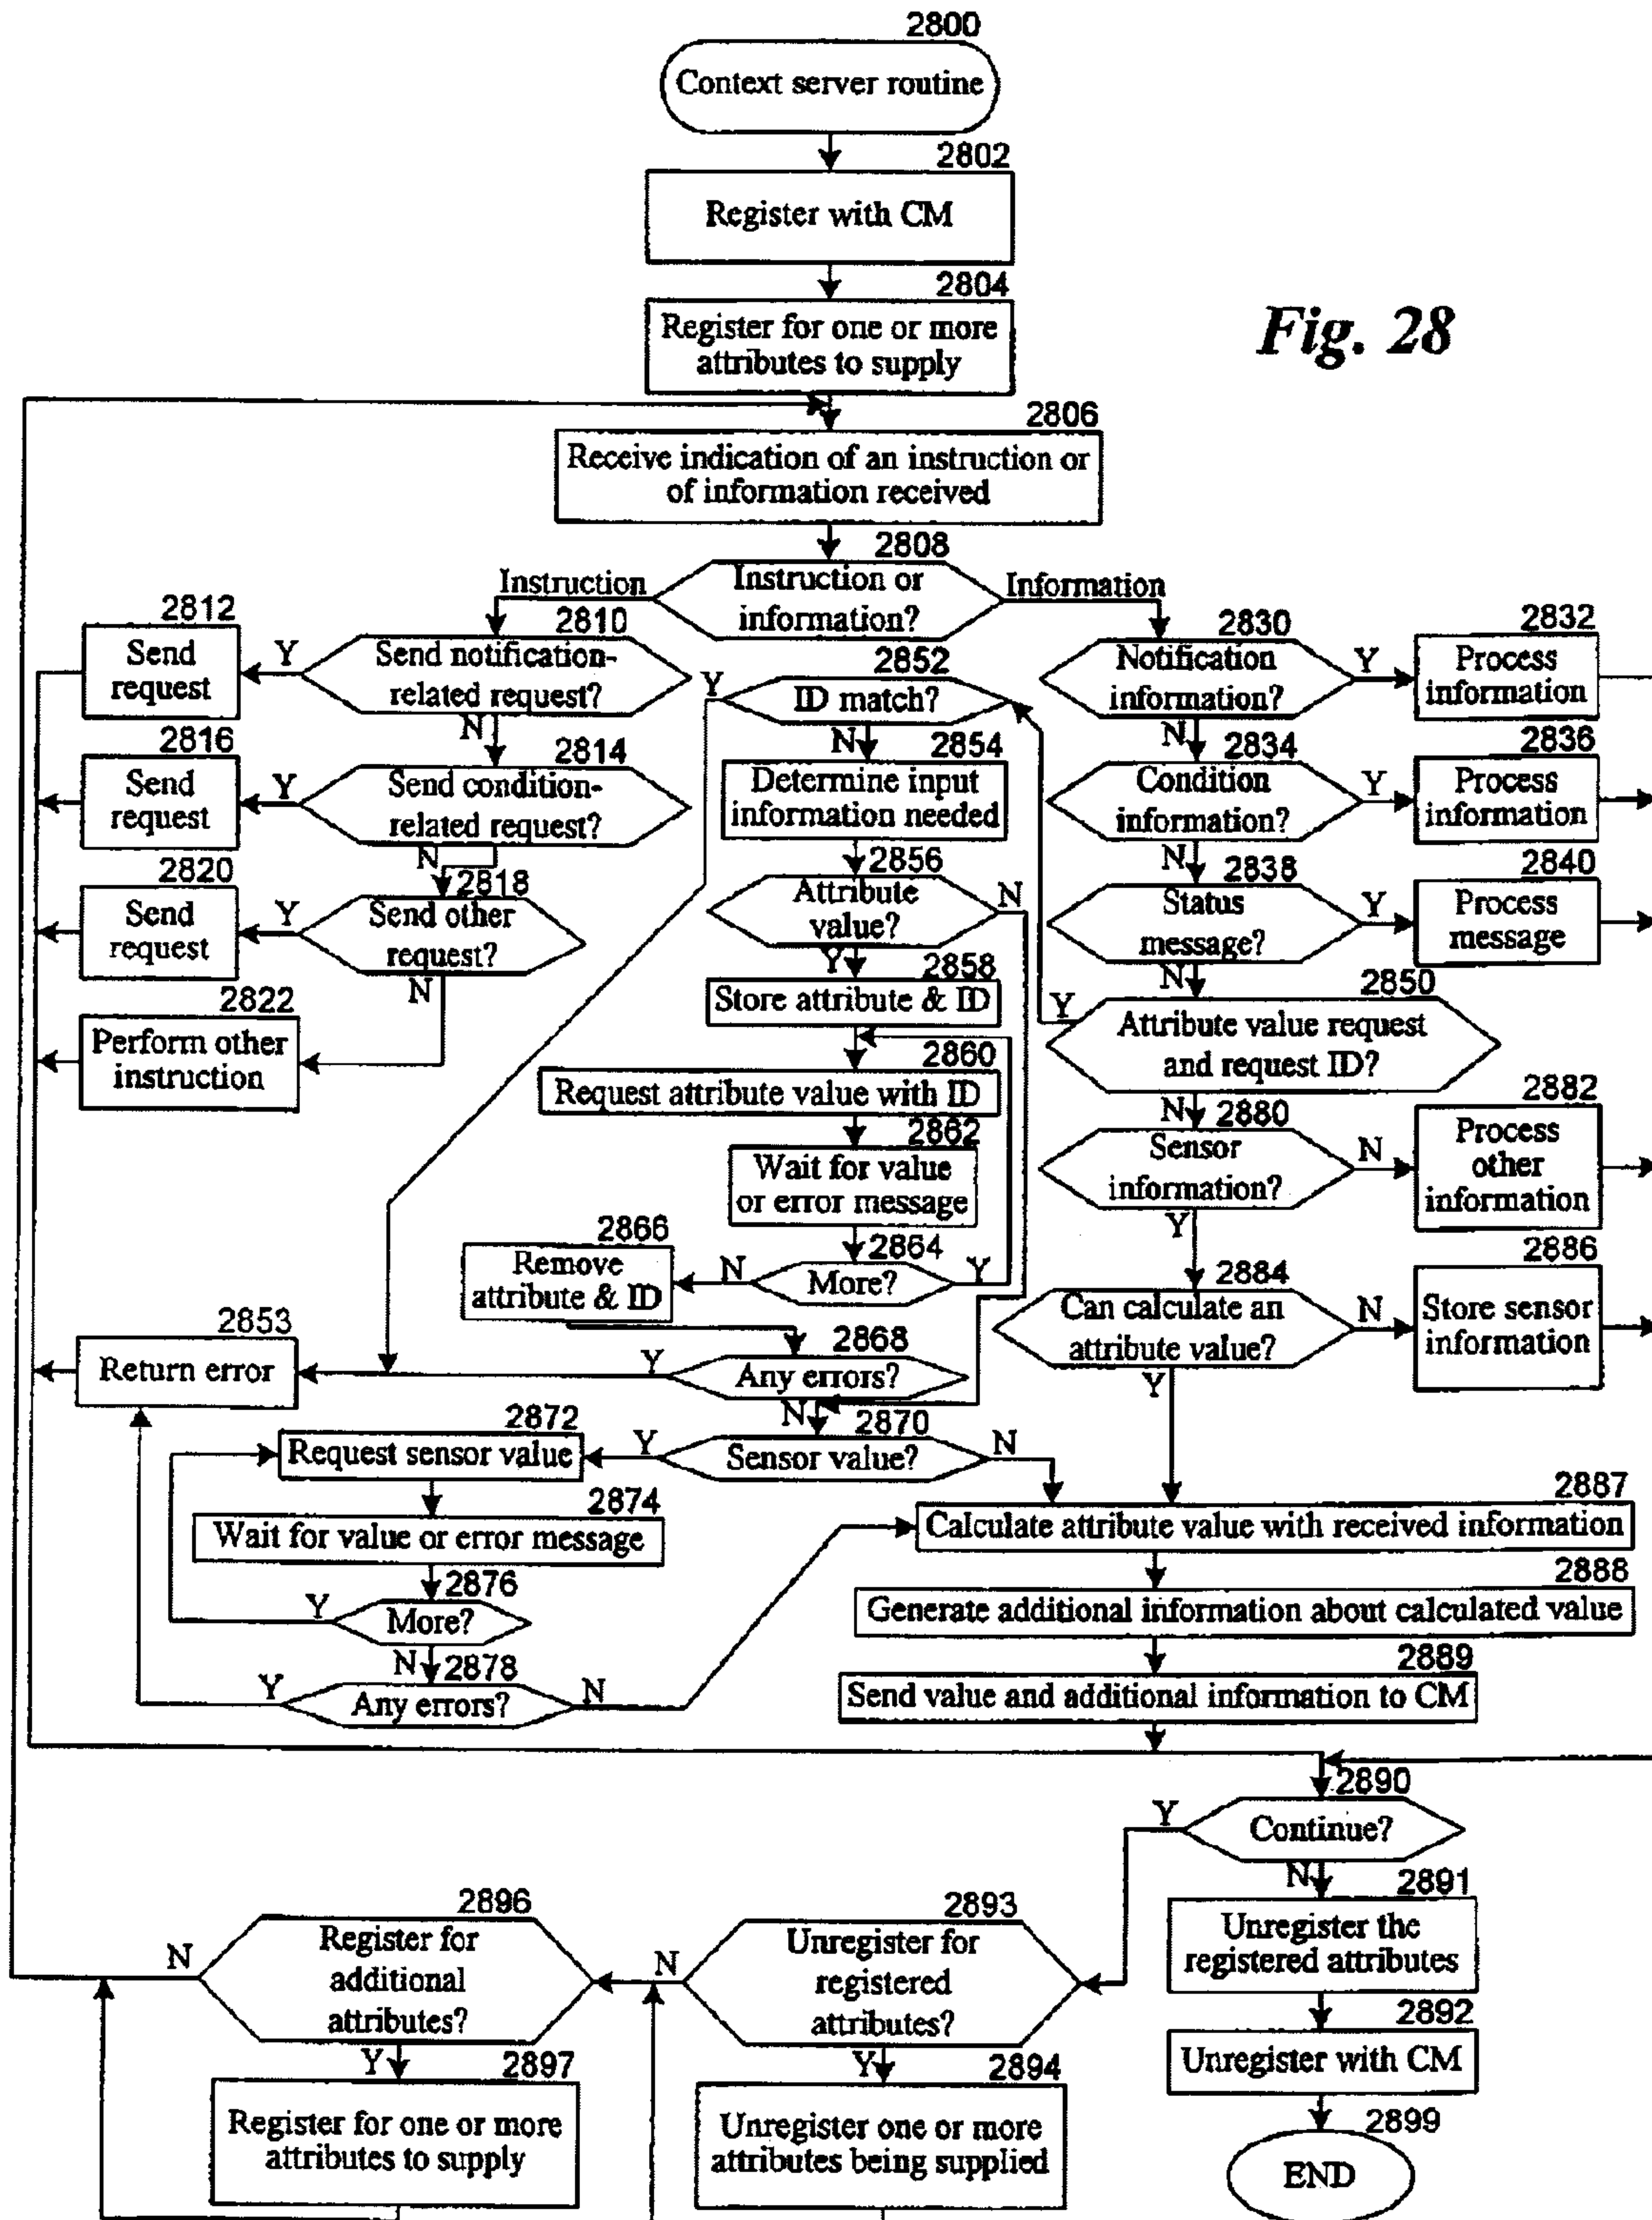 2800
Context server routine
2802
Register with CM
2804
Register for one or more
attributes to supply
Fig. 28
2806
Receive indication of an instruction or
of information received
2808
Instruction or
information?
Instruction
Information
2810
Send notification-
related request?
Y
N
2812
Send
request
2814
Send condition-
related request?
Y
N
2816
Send
request
2818
Send other
request?
Y
N
2820
Send
request
2822
Perform other
instruction
2830
Notification
information?
Y
N
2832
Process
information
2834
Condition
information?
Y
N
2836
Process
information
2838
Status
message?
Y
N
2840
Process
message
2850
Attribute value request
and request ID?
Y
N
2852
ID match?
Y
N
2854
Determine input
information needed
2856
Attribute
value?
N
Y
2858
Store attribute & ID
2860
Request attribute value with ID
2862
Wait for value
or error message
2864
More?
N
Y
2866
Remove
attribute & ID
2868
Any errors?
Y
N
2853
Return error
2870
Sensor value?
Y
N
2872
Request sensor value
2874
Wait for value or error message
2876
More?
Y
N
2878
Any errors?
Y
N
2880
Sensor
information?
N
Y
2882
Process
other
information
2884
Can calculate an
attribute value?
N
Y
2886
Store sensor
information
2887
Calculate attribute value with received information
2888
Generate additional information about calculated value
2889
Send value and additional information to CM
2890
Continue?
Y
N
2891
Unregister the
registered attributes
2892
Unregister with CM
2899
END
2893
Unregister for
registered
attributes?
N
Y
2894
Unregister one or more
attributes being supplied
2896
Register for
additional
attributes?
N
Y
2897
Register for one or more
attributes to supply